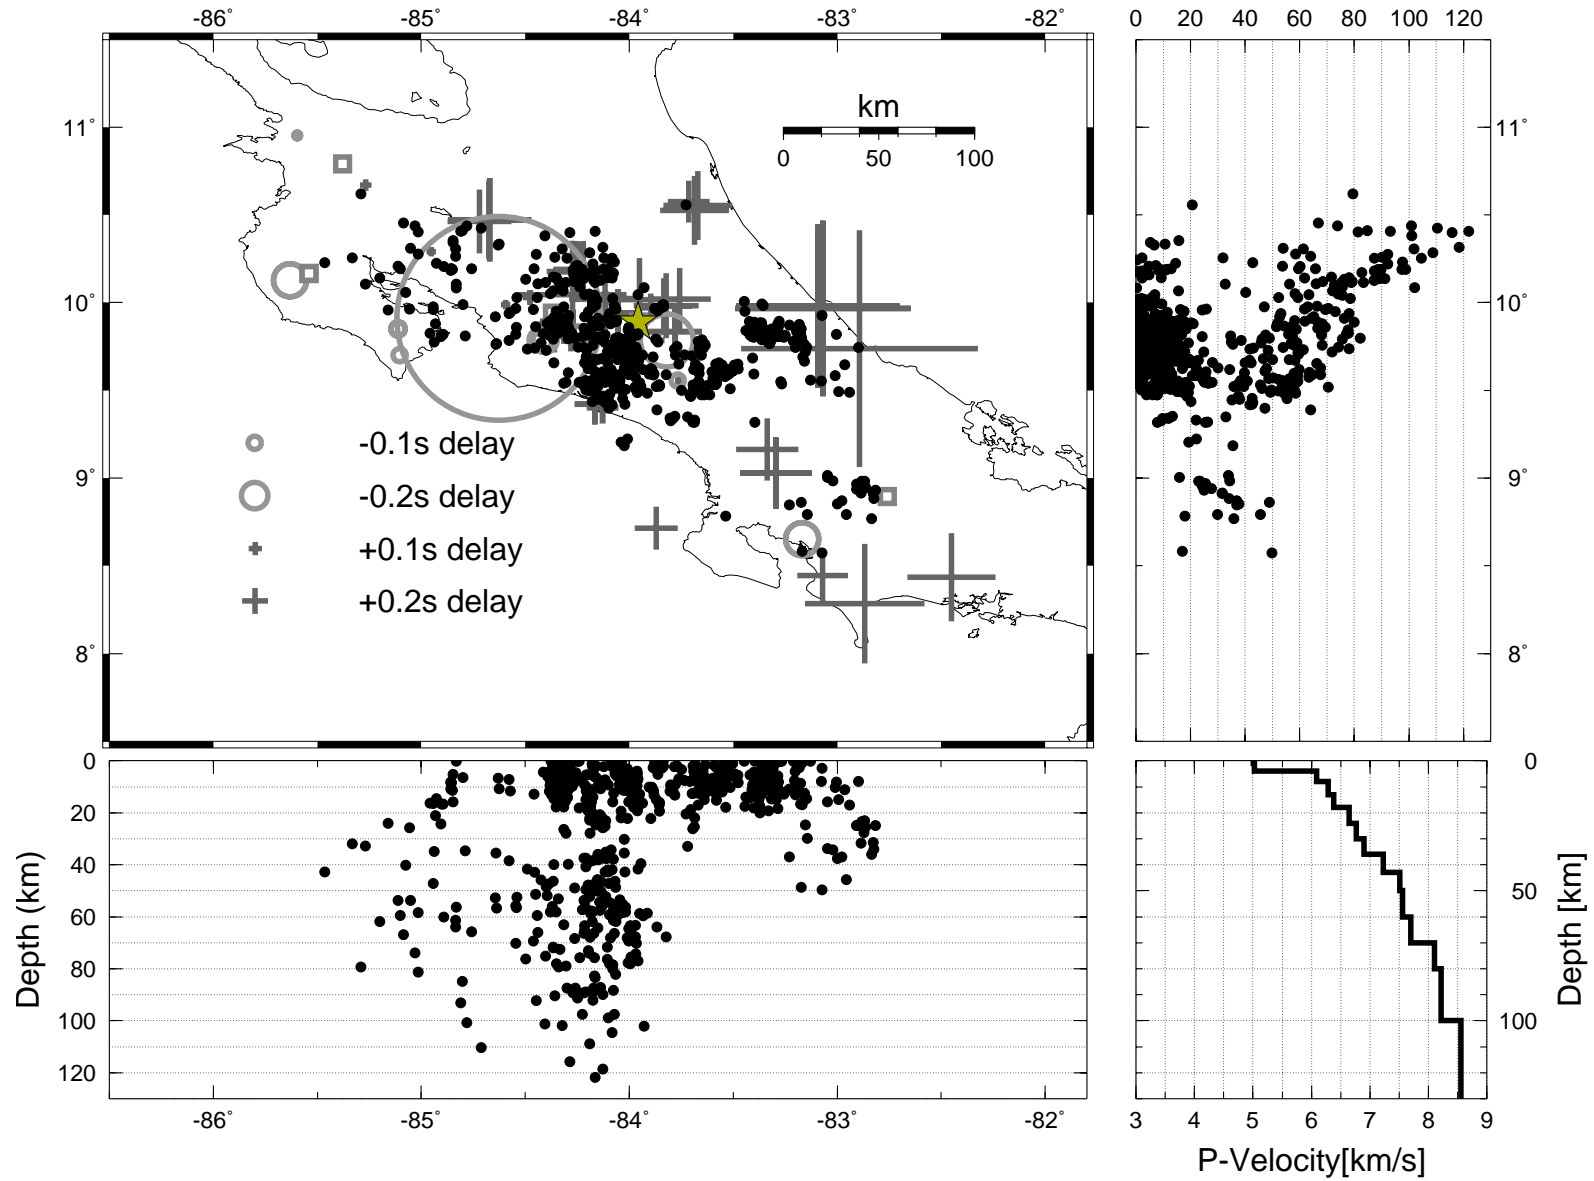 -86° -85° -84° -83° -82°
0 20 40 60 80 100 120
11° 11°
km
0 50 100
10° 10°
-0.1s delay
9° 9°
-0.2s delay
+0.1s delay
+0.2s delay
8° 8°
0 0
20
40
50
60
80
100 100
120
Depth (km)
Depth [km]
-86° -85° -84° -83° -82°
3 4 5 6 7 8 9
P-Velocity[km/s]